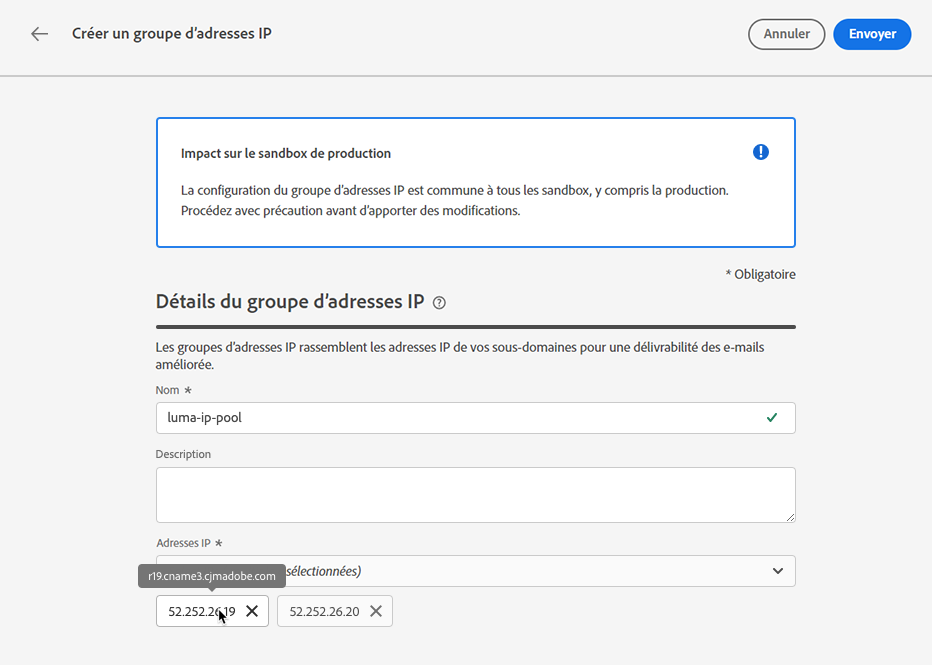 Créer un groupe d'adresses IP
Annuler
Envoyer
Impact sur le sandbox de production
La configuration du groupe d'adresses IP est commune à tous les sandbox, y compris la production.
Procédez avec précaution avant d'apporter des modifications.
* Obligatoire
Détails du groupe d'adresses IP
Les groupes d'adresses IP rassemblent les adresses IP de vos sous-domaines pour une délivrabilité des e-mails
améliorée.
Nom *
luma-ip-pool
Description
Adresses IP *
sélectionnées)
r19.cname3.cjmadobe.com
52.252.26.19
52.252.26.20